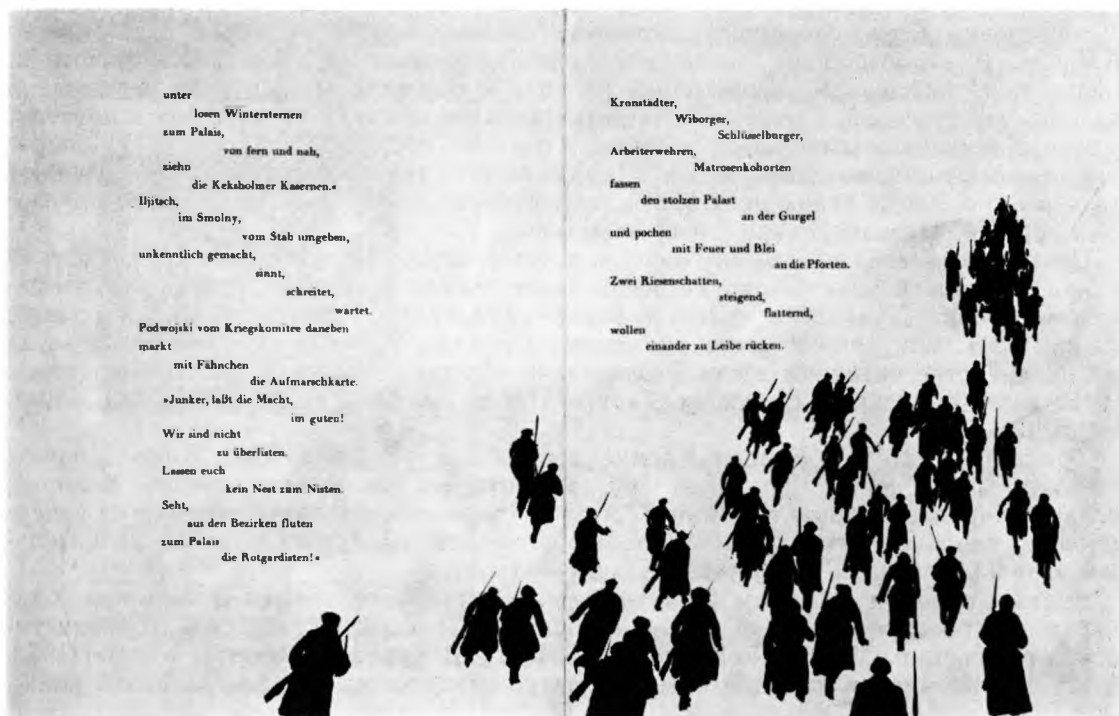 unter
losen Wintersternen
zum Palais,
von fern und nah,
ziehn
die Keksholmer Kasernen.«
Iljitsch,
im Smolny,
vom Stab umgeben,
unkenntlich gemacht,
sinnt,
schreitet,
wartet.
Podwojski vom Kriegskomitee daneben
markt
mit Fähnchen
die Aufmarschkarte.
»Junker, laßt die Macht,
im guten!
Wir sind nicht
zu überlisten.
Lassen euch
kein Nest zum Nisten.
Seht,
aus den Bezirken fluten
zum Palais
die Rotgardisten!«
Kronstädter,
Wiborger,
Schlüsselburger,
Arbeiterwehren,
Matrosenkohorten
fassen
den stolzen Palast
an der Gurgel
und pochen
mit Feuer und Blei
an die Pforten.
Zwei Riesenschatten,
steigend,
flatternd,
wollen
einander zu Leibe rücken.